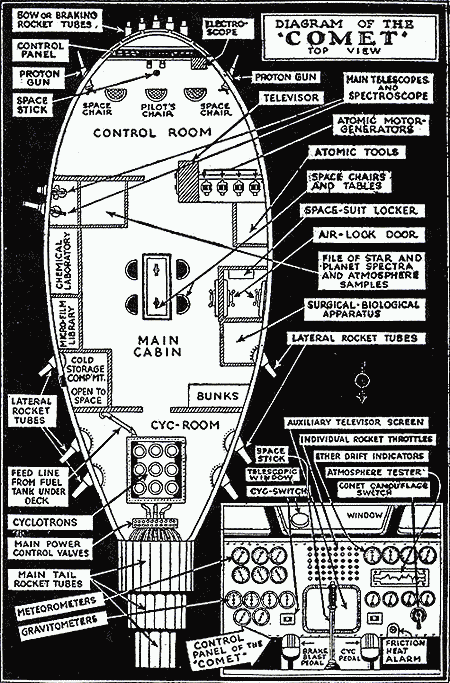 DIAGRAM OF THE
"COMET"
TOP VIEW
BOW OR BRAKING
ROCKET TUBES
CONTROL
PANEL
PROTON
GUN
SPACE
STICK
ELECTRO-
SCOPE
PROTON GUN
TELEVISOR
MAIN TELESCOPES
AND
SPECTROSCOPE
ATOMIC MOTOR-
GENERATORS
ATOMIC TOOLS
SPACE CHAIRS
AND TABLES
SPACE-SUIT LOCKER
AIR-LOCK DOOR
FILE OF STAR AND
PLANET SPECTRA
AND ATMOSPHERE
SAMPLES
SURGICAL-BIOLOGICAL
APPARATUS
LATERAL ROCKET TUBES
SPACE
CHAIR
PILOT'S
CHAIR
SPACE
CHAIR
CONTROL ROOM
CHEMICAL
LABORATORY
MICRO-FILM
LIBRARY
MAIN
CABIN
COLD
STORAGE
COMP'MT.
OPEN TO
SPACE
BUNKS
CYC-ROOM
LATERAL
ROCKET
TUBES
FEED LINE
FROM FUEL
TANK UNDER
DECK
CYCLOTRONS
MAIN POWER
CONTROL VALVES
MAIN TAIL
ROCKET TUBES
METEOROMETERS
GRAVITOMETERS
AUXILIARY TELEVISOR SCREEN
INDIVIDUAL ROCKET THROTTLES
ETHER DRIFT INDICATORS
ATMOSPHERE TESTER
COMET CAMOUFLAGE
SWITCH
SPACE
STICK
TELESCOPIC
WINDOW
CYC-SWITCH
WINDOW
CONTROL
PANEL OF THE
"COMET"
BRAKE
BLAST
PEDAL
CYC
PEDAL
FRICTION
HEAT
ALARM